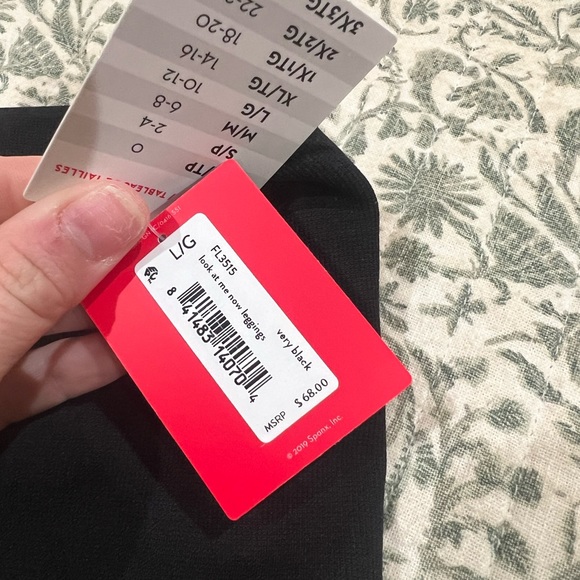 TABLEAU DE TAILLES
S/P
0
M/M
2-4
L/G
6-8
XL/TG
10-12
1X/1TG
14-16
2X/2TG
18-20
3X/3TG
L/G
FL3515
look at me now leggings
very black
8 41483 14070 4
MSRP $ 68.00
© 2019 Spanx, Inc.